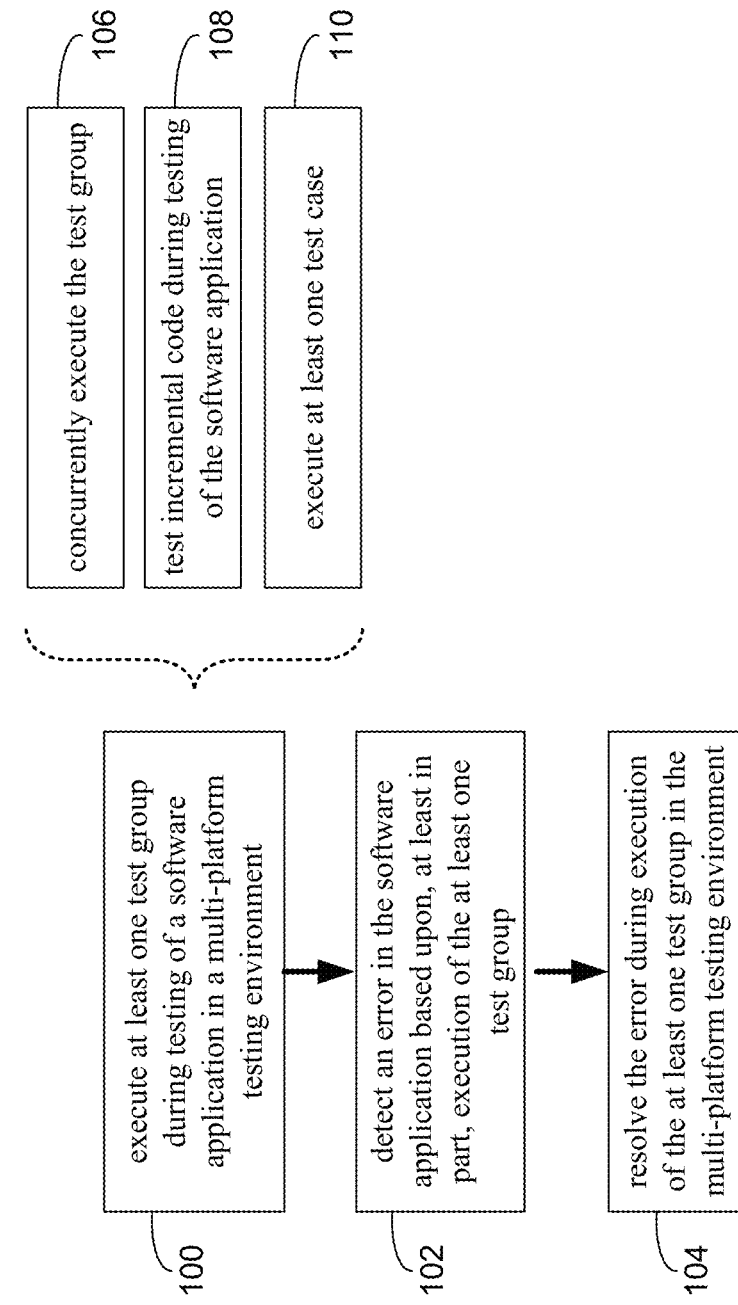 100
execute at least one test group
during testing of a software
application in a multi-platform
testing environment
102
detect an error in the software
application based upon, at least in
part, execution of the at least one
test group
104
resolve the error during execution
of the at least one test group in the
multi-platform testing environment
concurrently execute the test group
106
test incremental code during testing
of the software application
108
execute at least one test case
110